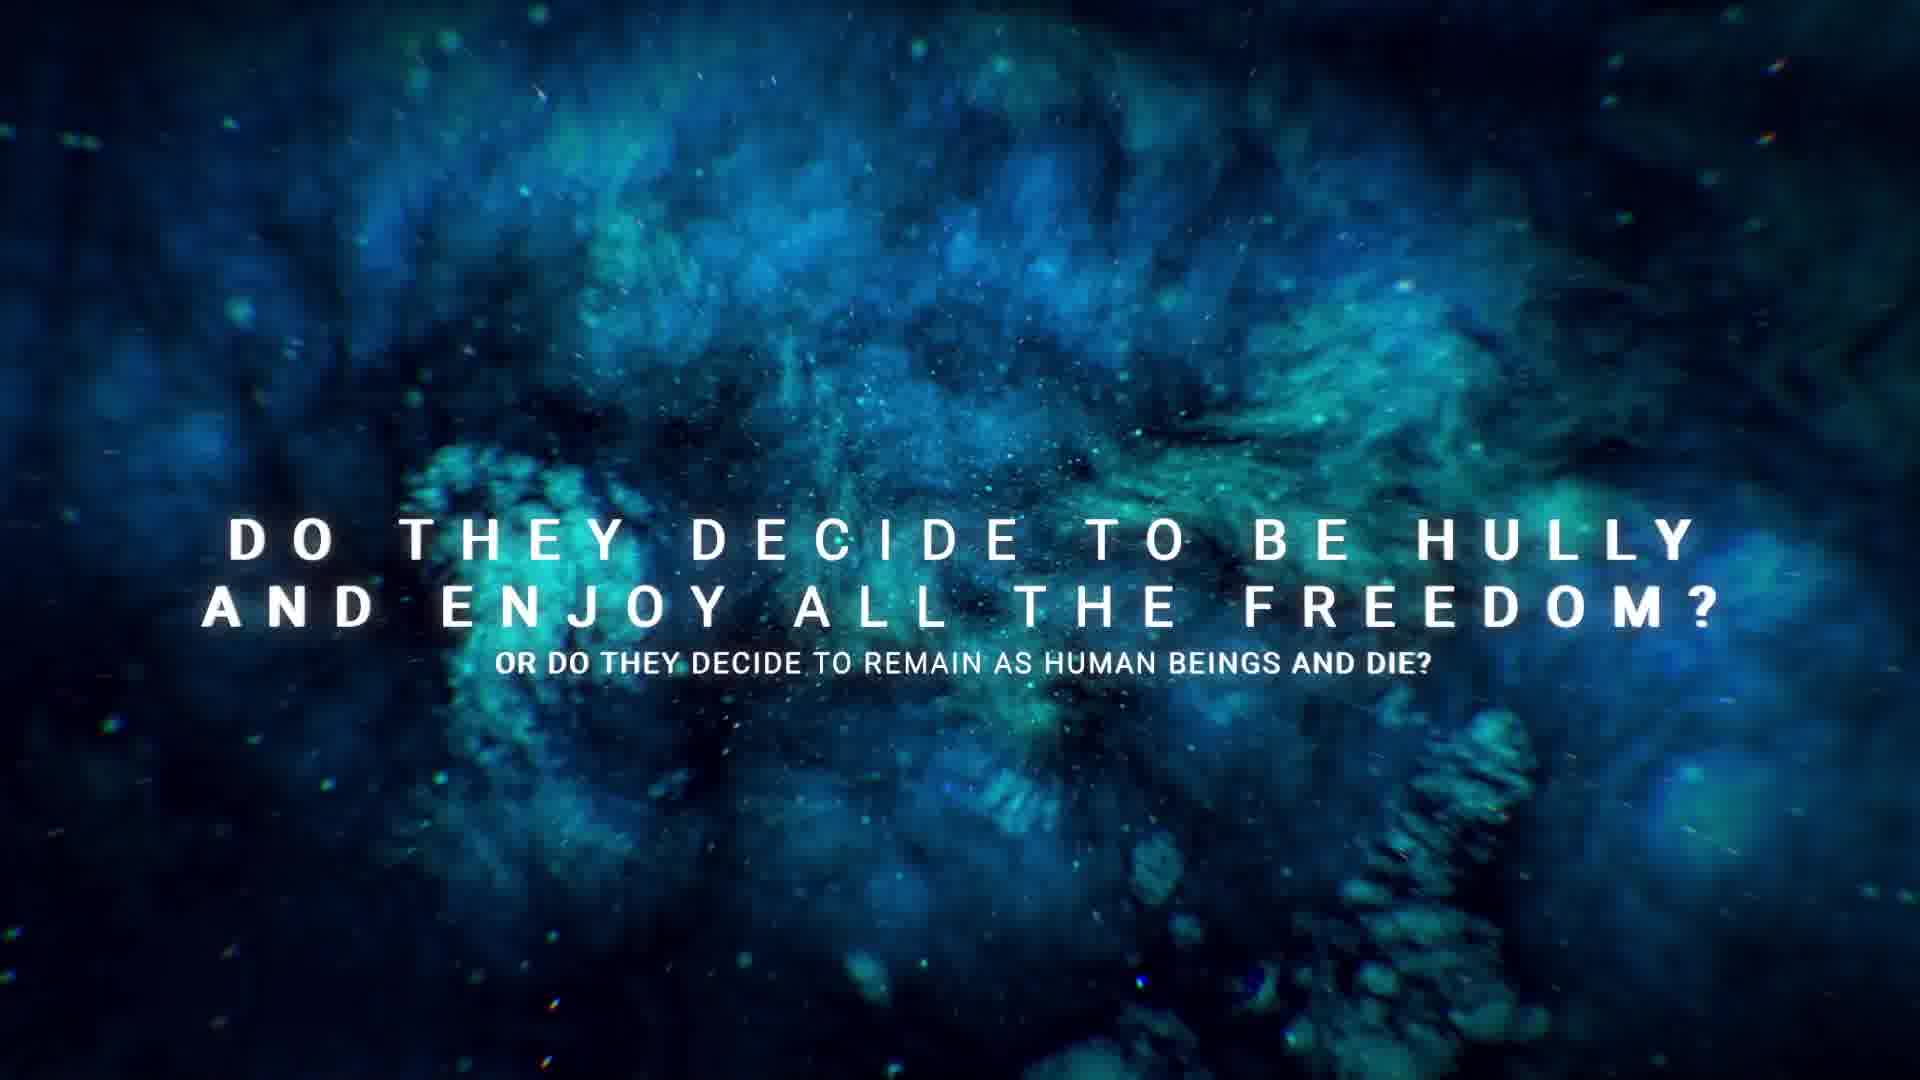 DO THEY DECIDE TO BE HULLY
AND ENJOY ALL THE FREEDOM?
OR DO THEY DECIDE TO REMAIN AS HUMAN BEINGS AND DIE?